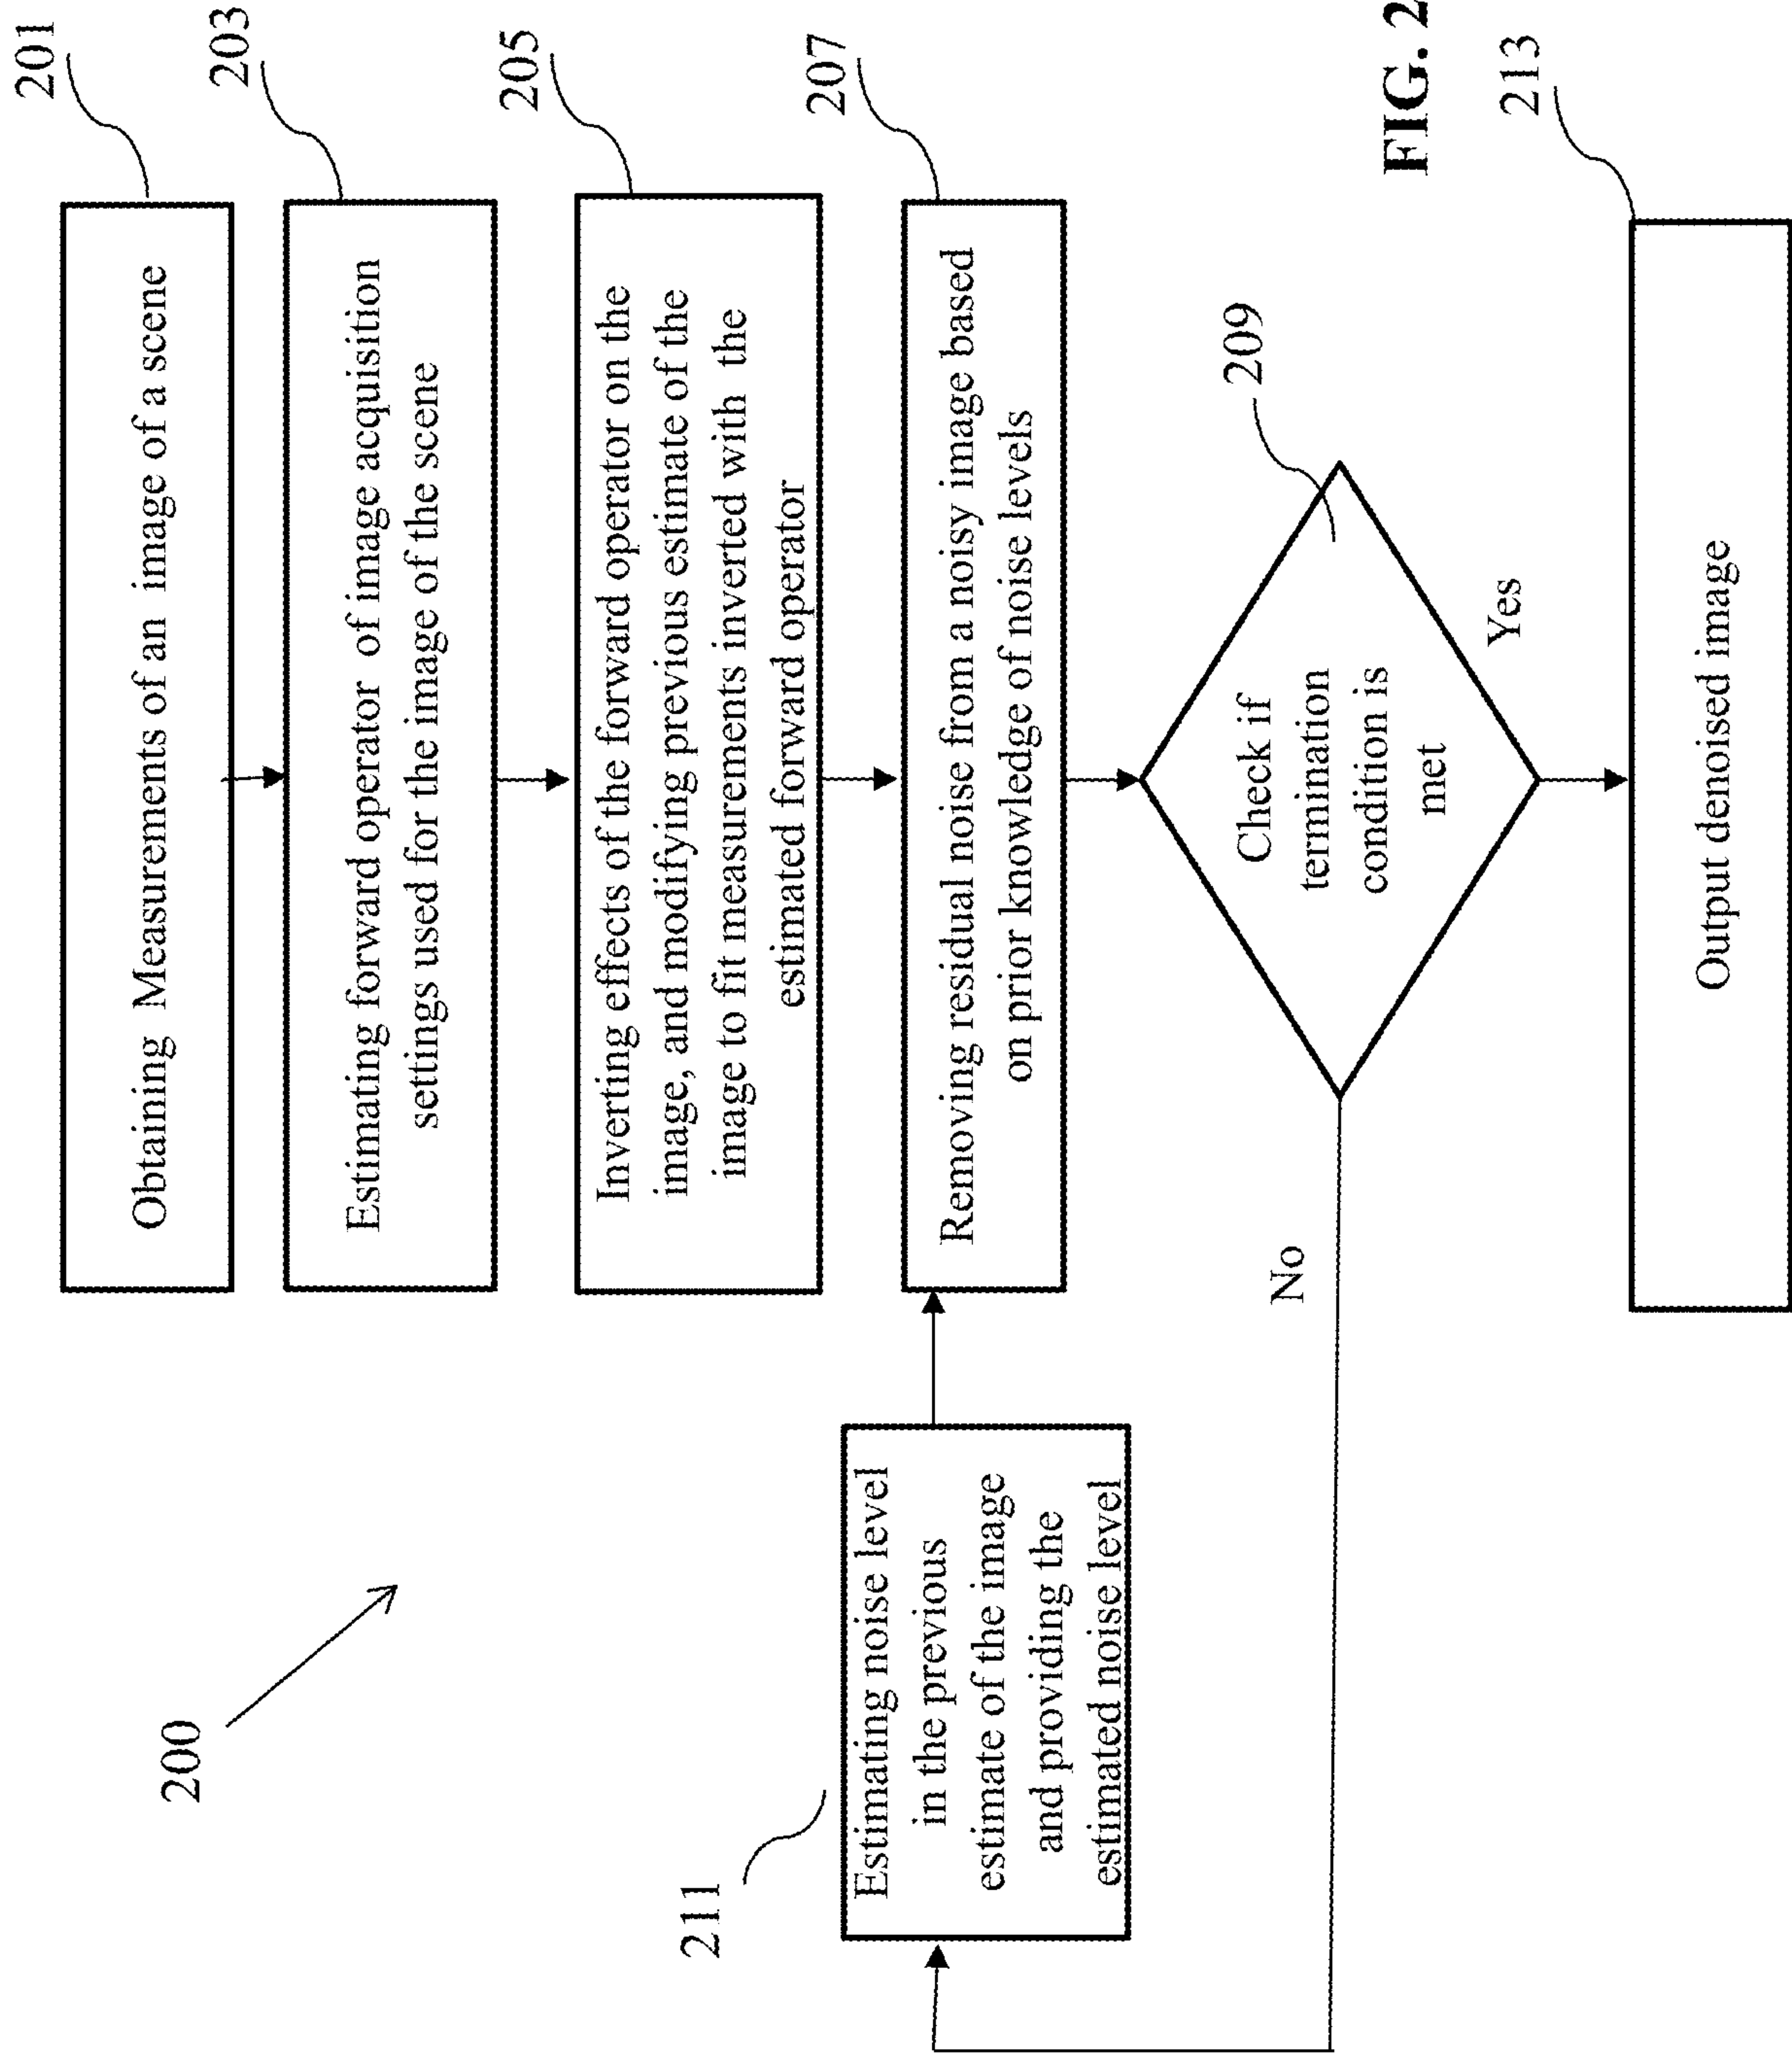 201
Obtaining Measurements of an image of a scene
203
Estimating forward operator of image acquisition
settings used for the image of the scene
205
Inverting effects of the forward operator on the
image, and modifying previous estimate of the
image to fit measurements inverted with the
estimated forward operator
207
Removing residual noise from a noisy image based
on prior knowledge of noise levels
209
Check if
termination
condition is
met
No
Yes
200
211
Estimating noise level
in the previous
estimate of the image
and providing the
estimated noise level
FIG. 2
213
Output denoised image